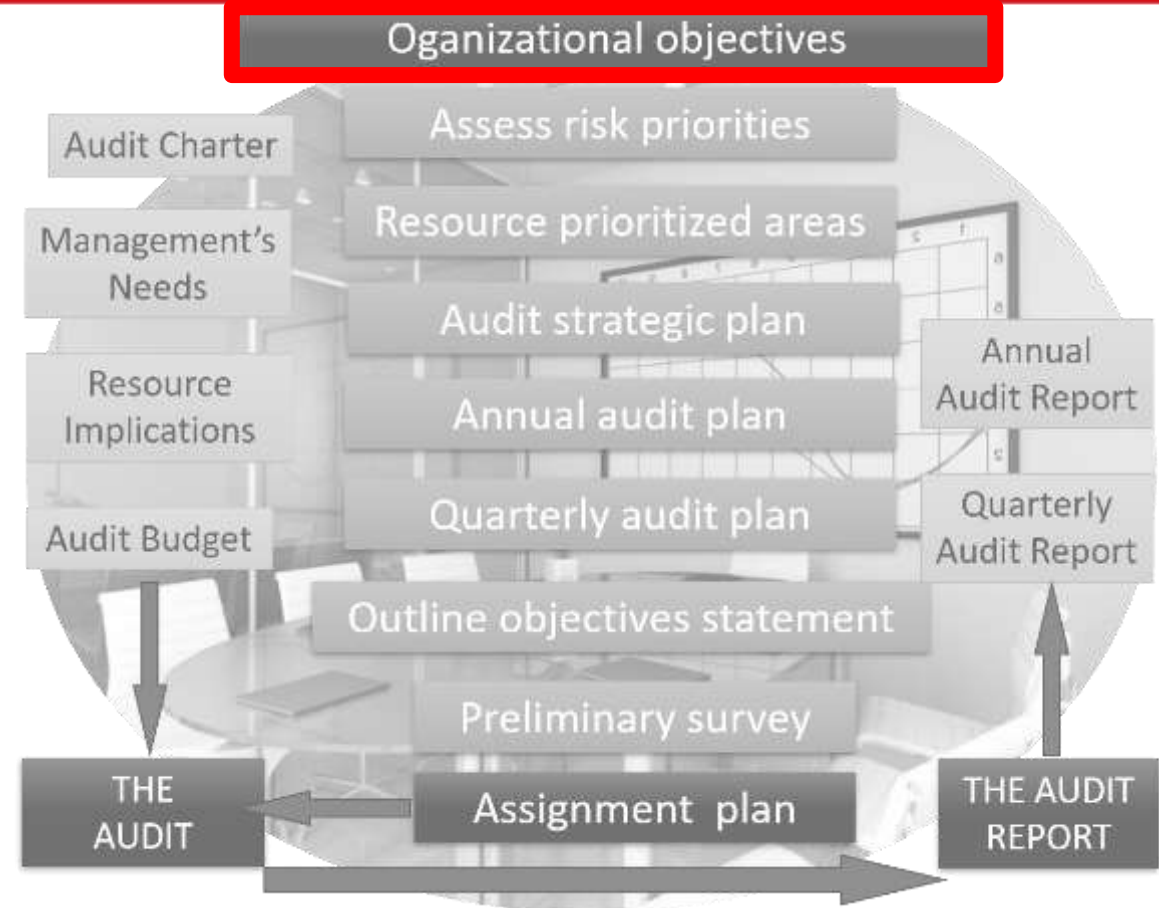 Oganizational objectives
Assess risk priorities
Audit Charter
Resource prioritized areas
Management's
Needs
Audit strategic plan
Annual
Audit Report
Resource
Implications
Annual audit plan
Quarterly audit plan
Quarterly
Audit Report
Audit Budget
Outline objectives statement
Preliminary survey
THE
AUDIT
Assignment plan
THE AUDIT
REPORT